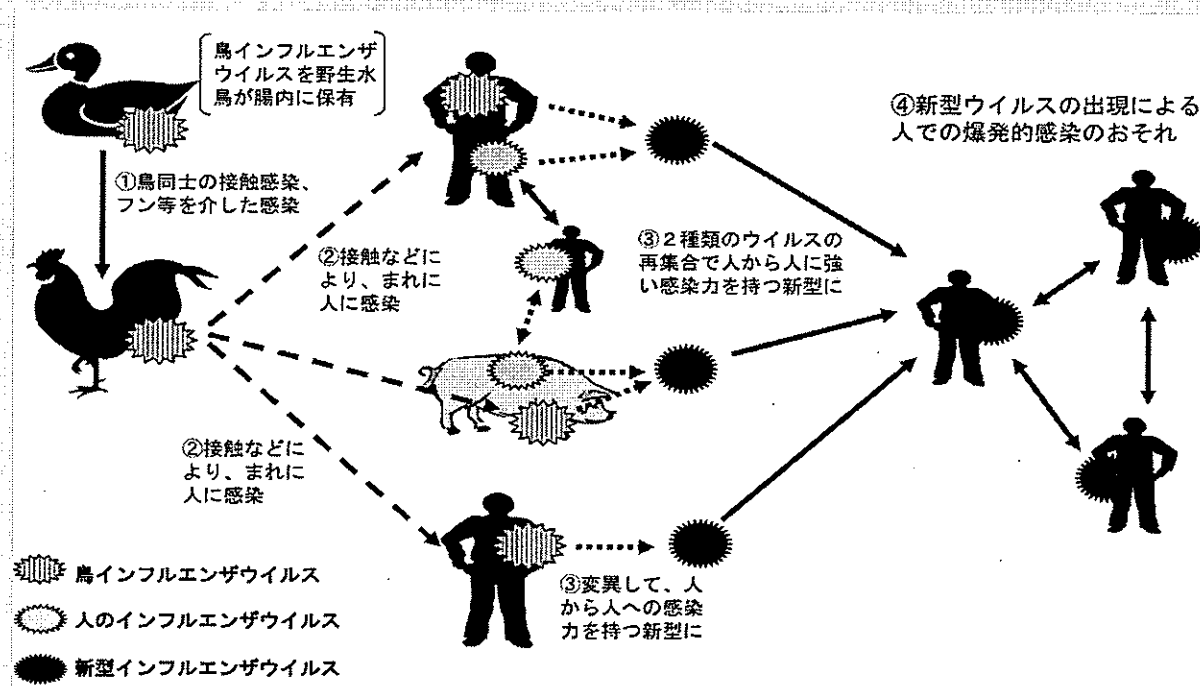 鳥インフルエンザ
ウイルスを野生水
鳥が腸内に保有
①鳥同士の接触感染、
フン等を介した感染
②接触などに
より、まれに
人に感染
③２種類のウイルスの
再集合で人から人に強
い感染力を持つ新型に
④新型ウイルスの出現による
人での爆発的感染のおそれ
②接触などに
より、まれに
人に感染
③変異して、人
から人への感染
力を持つ新型に
鳥インフルエンザウイルス
人のインフルエンザウイルス
新型インフルエンザウイルス